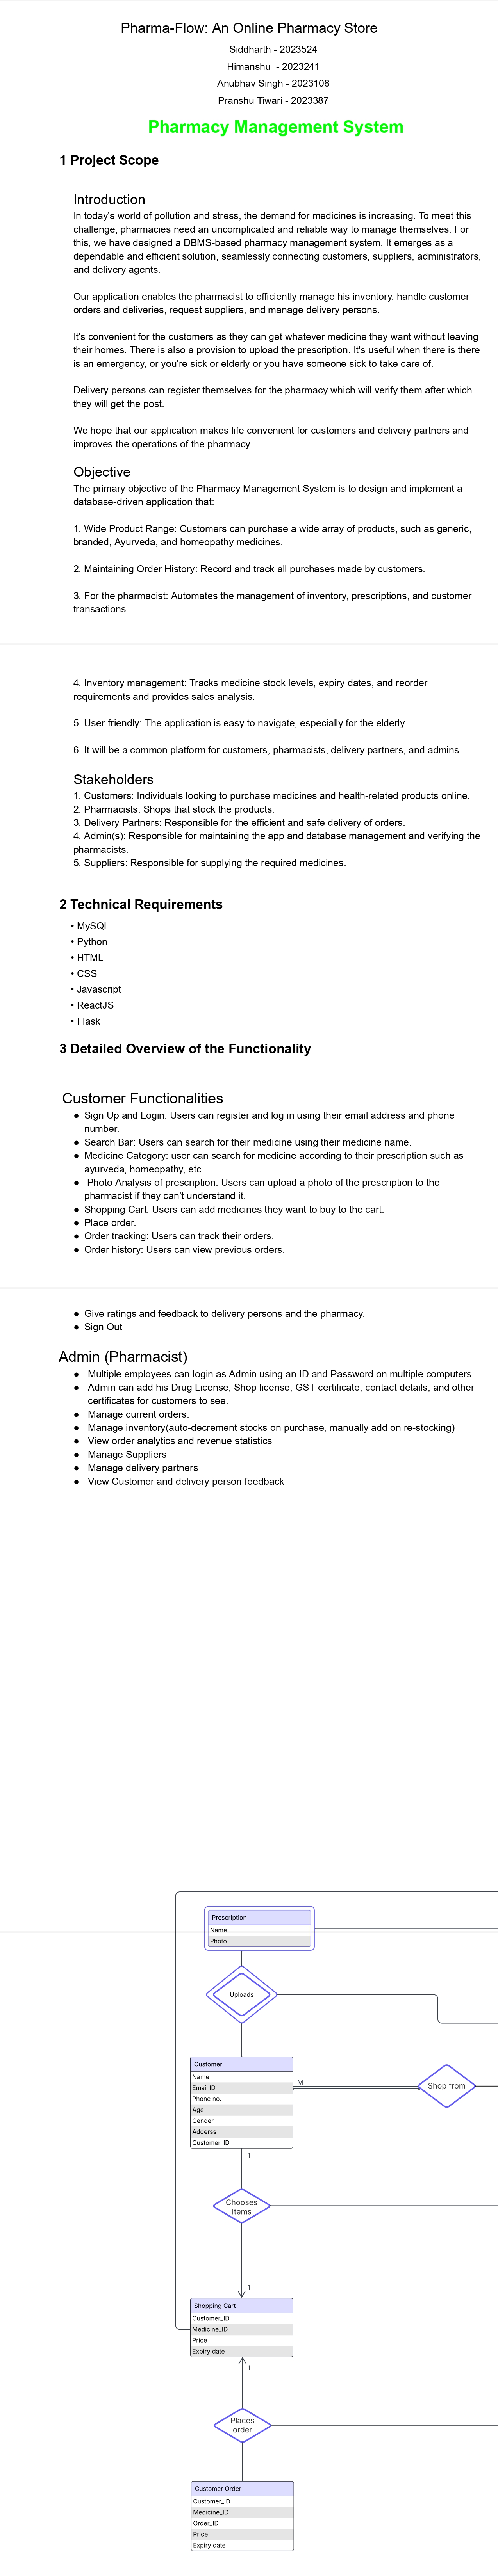 Pharma-Flow: An Online Pharmacy Store
Siddharth - 2023524
Himanshu - 2023241
Anubhav Singh - 2023108
Pranshu Tiwari - 2023387
Pharmacy Management System
1 Project Scope
Introduction
In today's world of pollution and stress, the demand for medicines is increasing. To meet this
challenge, pharmacies need an uncomplicated and reliable way to manage themselves. For
this, we have designed a DBMS-based pharmacy management system. It emerges as a
dependable and efficient solution, seamlessly connecting customers, suppliers, administrators,
and delivery agents.
Our application enables the pharmacist to efficiently manage his inventory, handle customer
orders and deliveries, request suppliers, and manage delivery persons.
It's convenient for the customers as they can get whatever medicine they want without leaving
their homes. There is also a provision to upload the prescription. It's useful when there is there
is an emergency, or you're sick or elderly or you have someone sick to take care of.
Delivery persons can register themselves for the pharmacy which will verify them after which
they will get the post.
We hope that our application makes life convenient for customers and delivery partners and
improves the operations of the pharmacy.
Objective
The primary objective of the Pharmacy Management System is to design and implement a
database-driven application that:
1. Wide Product Range: Customers can purchase a wide array of products, such as generic,
branded, Ayurveda, and homeopathy medicines.
2. Maintaining Order History: Record and track all purchases made by customers.
3. For the pharmacist: Automates the management of inventory, prescriptions, and customer
transactions.
4. Inventory management: Tracks medicine stock levels, expiry dates, and reorder
requirements and provides sales analysis.
5. User-friendly: The application is easy to navigate, especially for the elderly.
6. It will be a common platform for customers, pharmacists, delivery partners, and admins.
Stakeholders
1. Customers: Individuals looking to purchase medicines and health-related products online.
2. Pharmacists: Shops that stock the products.
3. Delivery Partners: Responsible for the efficient and safe delivery of orders.
4. Admin(s): Responsible for maintaining the app and database management and verifying the
pharmacists.
5. Suppliers: Responsible for supplying the required medicines.
2 Technical Requirements
• MySQL
• Python
• HTML
• CSS
• Javascript
• ReactJS
• Flask
3 Detailed Overview of the Functionality
Customer Functionalities
● Sign Up and Login: Users can register and log in using their email address and phone
number.
● Search Bar: Users can search for their medicine using their medicine name.
● Medicine Category: user can search for medicine according to their prescription such as
ayurveda, homeopathy, etc.
● Photo Analysis of prescription: Users can upload a photo of the prescription to the
pharmacist if they can't understand it.
● Shopping Cart: Users can add medicines they want to buy to the cart.
● Place order.
● Order tracking: Users can track their orders.
● Order history: Users can view previous orders.
● Give ratings and feedback to delivery persons and the pharmacy.
● Sign Out
Admin (Pharmacist)
● Multiple employees can login as Admin using an ID and Password on multiple computers.
● Admin can add his Drug License, Shop license, GST certificate, contact details, and other
certificates for customers to see.
● Manage current orders.
● Manage inventory(auto-decrement stocks on purchase, manually add on re-stocking)
● View order analytics and revenue statistics
● Manage Suppliers
● Manage delivery partners
● View Customer and delivery person feedback
Prescription
Name
Photo
Uploads
Customer
Name
Email ID
Phone no.
Age
Gender
Adderss
Customer_ID
M
Shop from
1
Chooses
Items
1
Shopping Cart
Customer_ID
Medicine_ID
Price
Expiry date
1
Places
order
Customer Order
Customer_ID
Medicine_ID
Order_ID
Price
Expiry date